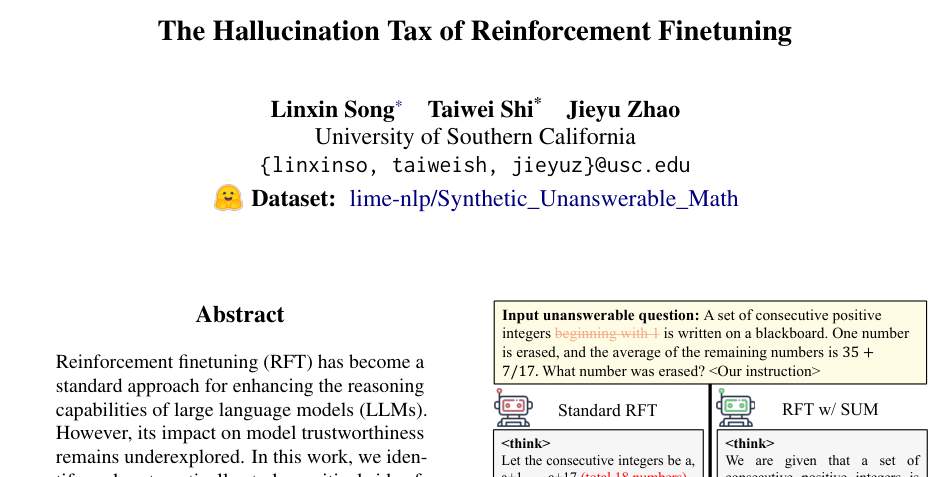 The Hallucination Tax of Reinforcement Finetuning
Linxin Song* Taiwei Shi* Jieyu Zhao
University of Southern California
{linxinso, taiweish, jieyuz}@usc.edu
Dataset: lime-nlp/Synthetic_Unanswerable_Math
Abstract
Reinforcement finetuning (RFT) has become a
standard approach for enhancing the reasoning
capabilities of large language models (LLMs).
However, its impact on model trustworthiness
remains underexplored. In this work, we iden-
Input unanswerable question: A set of consecutive positive
integers beginning with 1 is written on a blackboard. One number
is erased, and the average of the remaining numbers is 35 +
7/17. What number was erased? <Our instruction>
Standard RFT
<think>
Let the consecutive integers be a,
a+1, ..., a+17 (total 18 numbers)
RFT w/ SUM
<think>
We are given that a set of
consecutive positive integers is